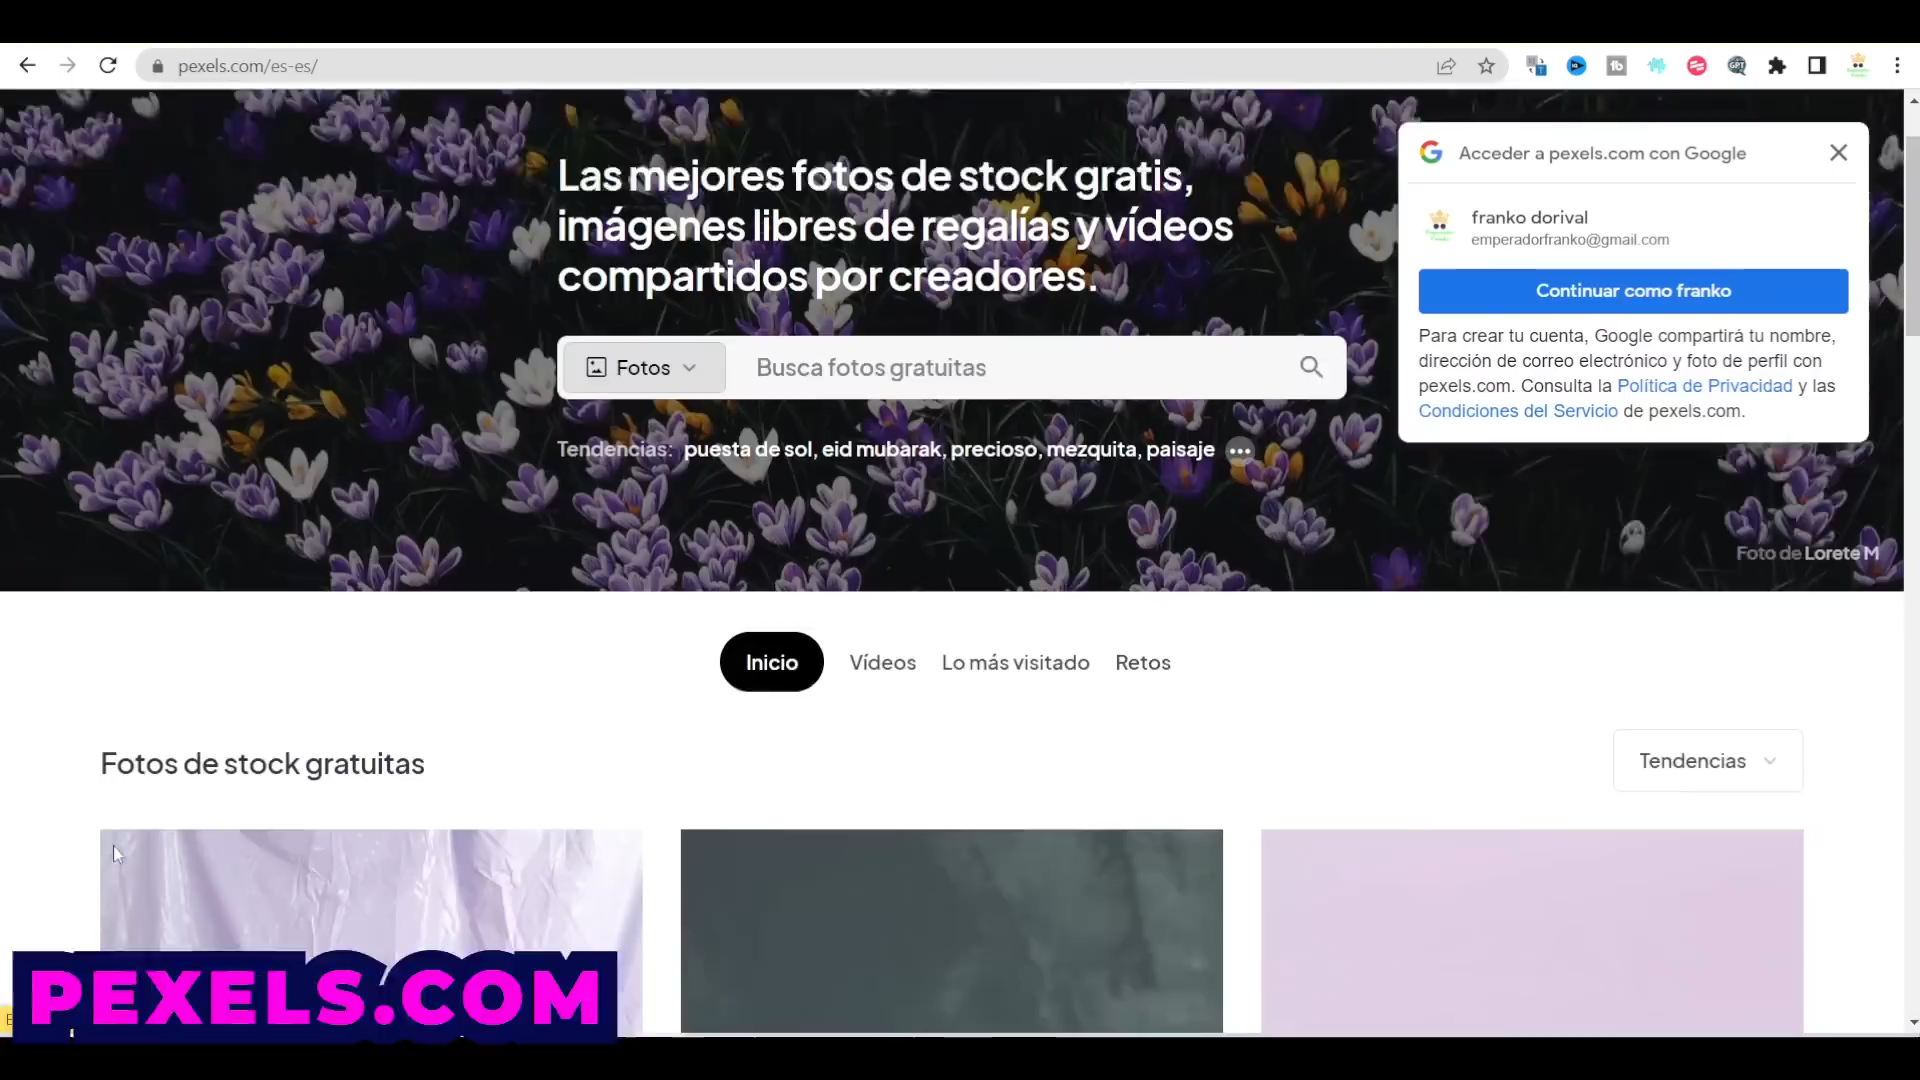 pexels.com/es-es/
Las mejores fotos de stock gratis,
imágenes libres de regalías y vídeos
compartidos por creadores.
Fotos
Busca fotos gratuitas
Tendencias: puesta de sol, eid mubarak, precioso, mezquita, paisaje
Acceder a pexels.com con Google
franko dorival
emperadorfranko@gmail.com
Continuar como franko
Para crear tu cuenta, Google compartirá tu nombre,
dirección de correo electrónico y foto de perfil con
pexels.com. Consulta la Política de Privacidad y las
Condiciones del Servicio de pexels.com.
Foto de Lorete M
Inicio
Vídeos
Lo más visitado
Retos
Fotos de stock gratuitas
Tendencias
PEXELS.COM